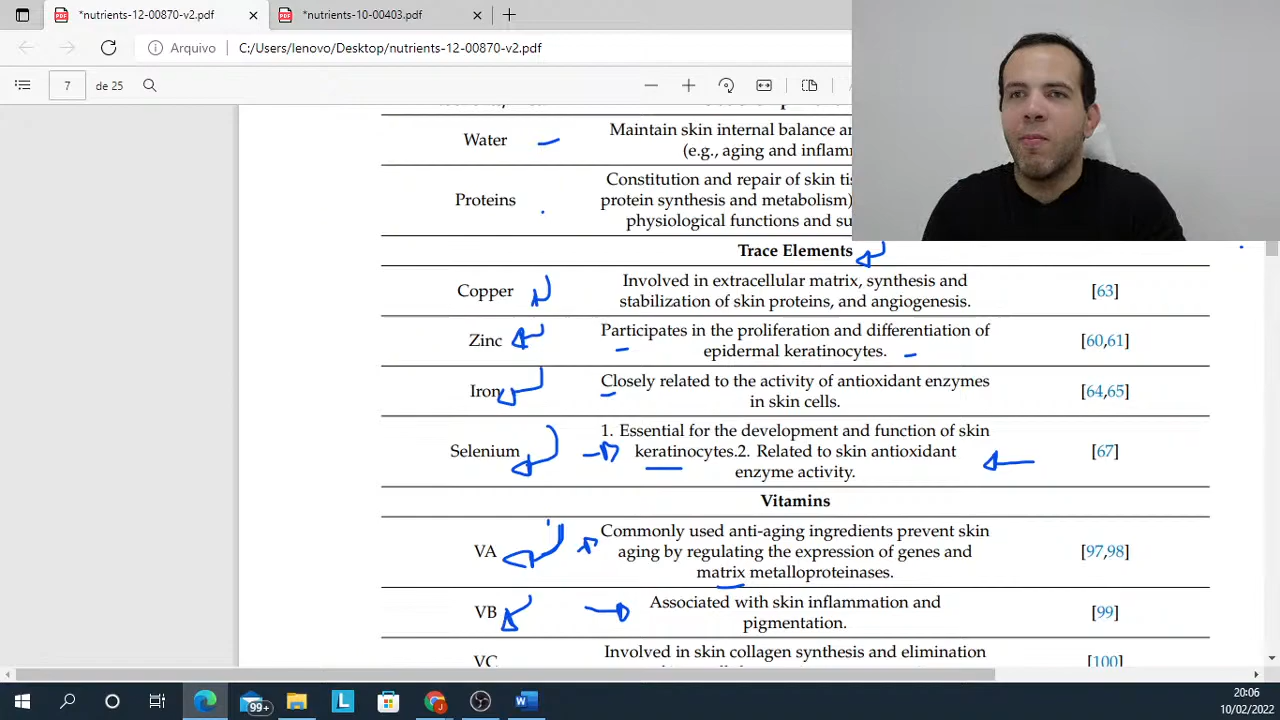 *nutrients-12-00870-v2.pdf
*nutrients-10-00403.pdf
Arquivo C:/Users/lenovo/Desktop/nutrients-12-00870-v2.pdf
7 de 25
Water
Maintain skin internal balance an
(e.g., aging and inflamm
Proteins
Constitution and repair of skin tis
protein synthesis and metabolism)
physiological functions and su
Trace Elements
Copper
Involved in extracellular matrix, synthesis and
stabilization of skin proteins, and angiogenesis.
[63]
Zinc
Participates in the proliferation and differentiation of
epidermal keratinocytes.
[60,61]
Iron
Closely related to the activity of antioxidant enzymes
in skin cells.
[64,65]
Selenium
1. Essential for the development and function of skin
keratinocytes.2. Related to skin antioxidant
enzyme activity.
[67]
Vitamins
VA
Commonly used anti-aging ingredients prevent skin
aging by regulating the expression of genes and
matrix metalloproteinases.
[97,98]
VB
Associated with skin inflammation and
pigmentation.
[99]
VC
Involved in skin collagen synthesis and elimination
[100]
99+
20:06
10/02/2022